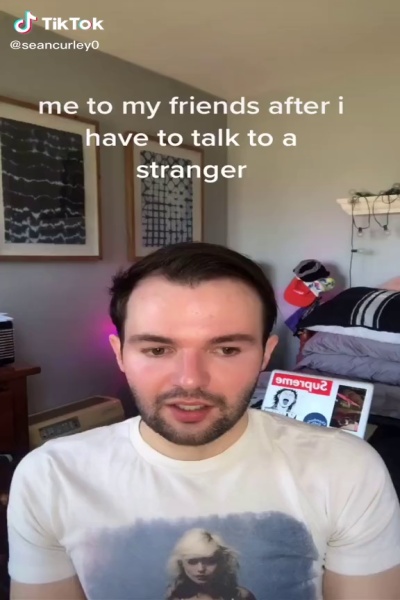 TikTok
@seancurley0
me to my friends after i
have to talk to a
stranger
Supreme